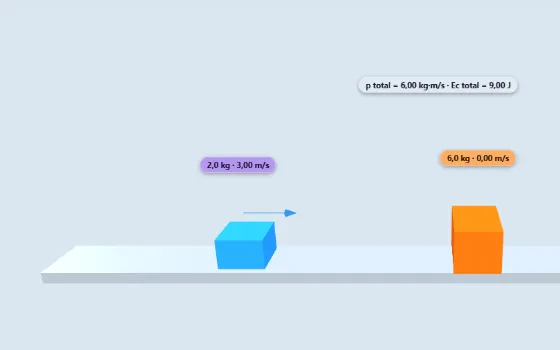 p total = 6,00 kg·m/s · Ec total = 9,00 J
6,0 kg · 0,00 m/s
2,0 kg · 3,00 m/s